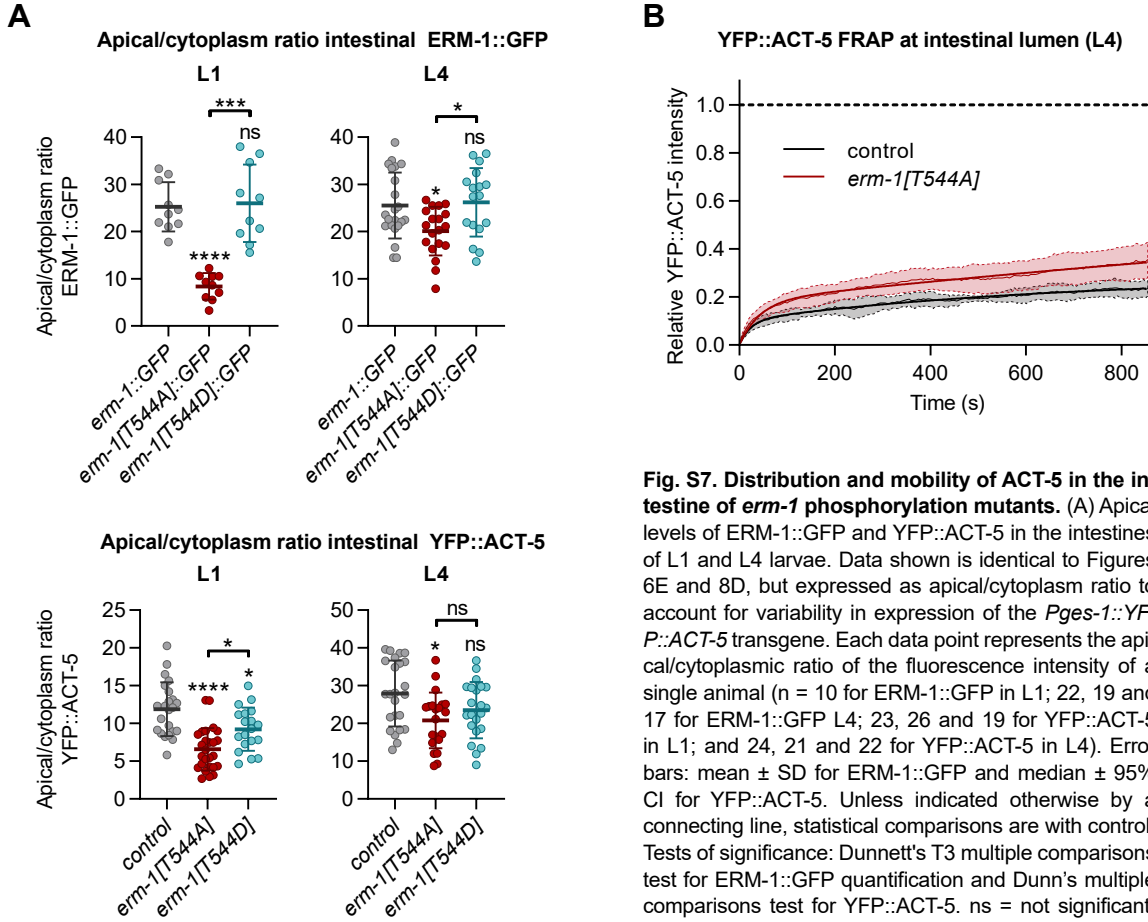 A
Apical/cytoplasm ratio intestinal ERM-1::GFP
L1
L4
***
*
ns
ns
****
*
Apical/cytoplasm ratio
ERM-1::GFP
40
30
20
10
0
40
30
20
10
0
erm-1::GFP
erm-1[T544A]::GFP
erm-1[T544D]::GFP
erm-1::GFP
erm-1[T544A]::GFP
erm-1[T544D]::GFP
Apical/cytoplasm ratio intestinal YFP::ACT-5
L1
L4
*
ns
****
*
*
ns
Apical/cytoplasm ratio
YFP::ACT-5
25
20
15
10
5
0
50
40
30
20
10
0
control
erm-1[T544A]
erm-1[T544D]
control
erm-1[T544A]
erm-1[T544D]
B
YFP::ACT-5 FRAP at intestinal lumen (L4)
Relative YFP::ACT-5 intensity
1.0
0.8
0.6
0.4
0.2
0.0
control
erm-1[T544A]
0
200
400
600
800
Time (s)
Fig. S7. Distribution and mobility of ACT-5 in the in
testine of erm-1 phosphorylation mutants. (A) Apica
levels of ERM-1::GFP and YFP::ACT-5 in the intestines
of L1 and L4 larvae. Data shown is identical to Figures
6E and 8D, but expressed as apical/cytoplasm ratio to
account for variability in expression of the Pges-1::YF
P::ACT-5 transgene. Each data point represents the api
cal/cytoplasmic ratio of the fluorescence intensity of a
single animal (n = 10 for ERM-1::GFP in L1; 22, 19 and
17 for ERM-1::GFP L4; 23, 26 and 19 for YFP::ACT-5
in L1; and 24, 21 and 22 for YFP::ACT-5 in L4). Erro
bars: mean ± SD for ERM-1::GFP and median ± 95%
CI for YFP::ACT-5. Unless indicated otherwise by a
connecting line, statistical comparisons are with control
Tests of significance: Dunnett's T3 multiple comparisons
test for ERM-1::GFP quantification and Dunn's multiple
comparisons test for YFP::ACT-5. ns = not significant